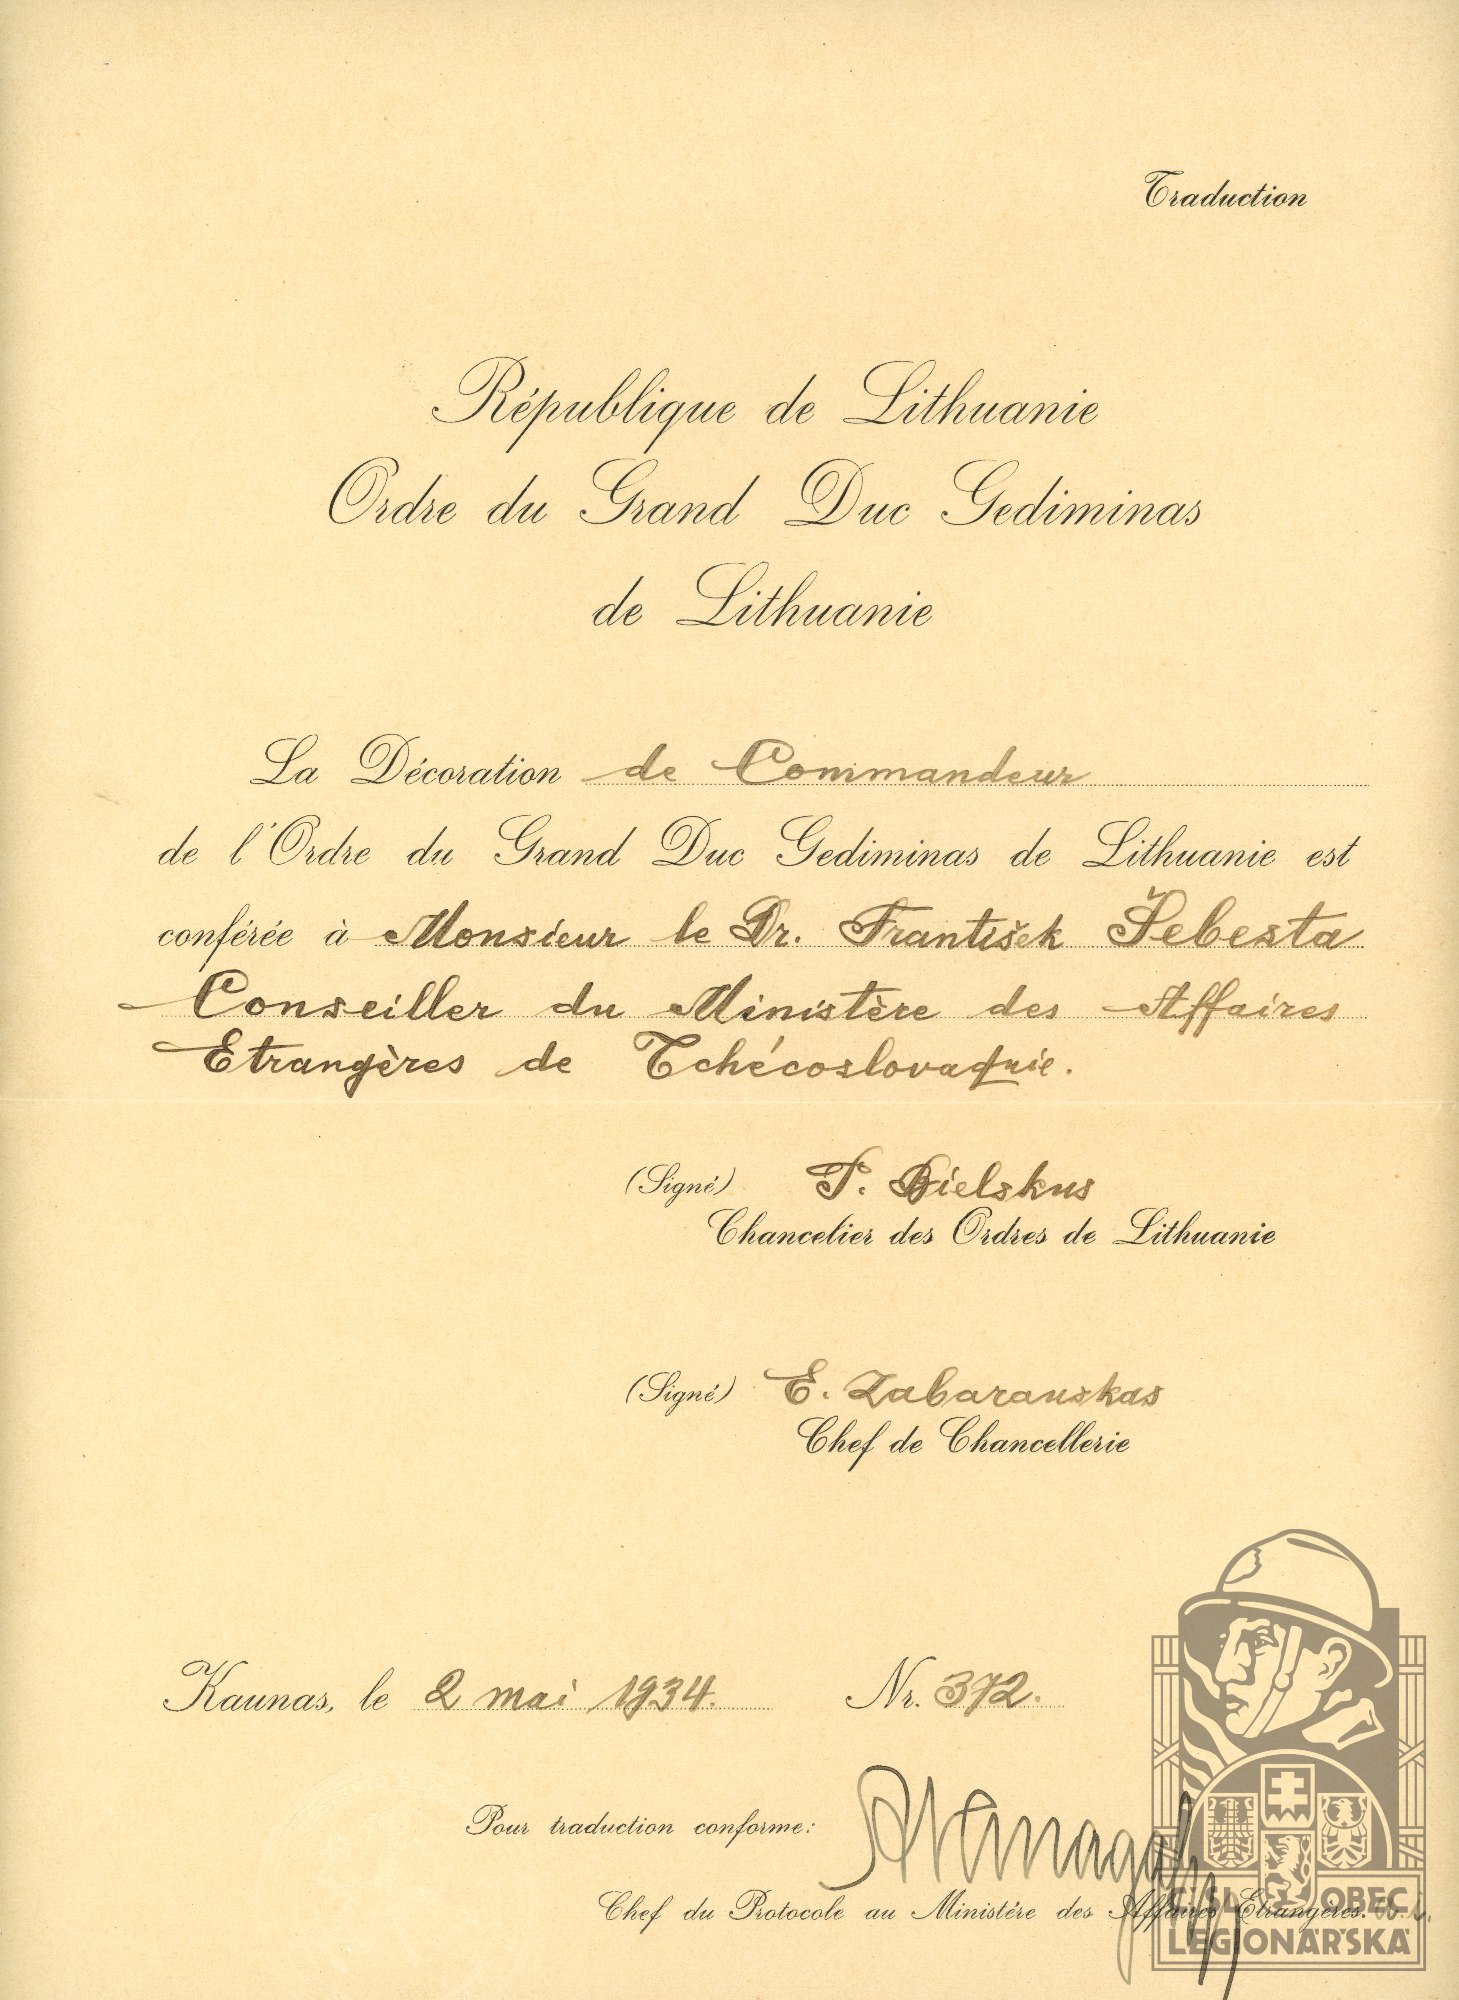 Traduction
République de Lithuanie
Ordre du Grand Duc Gediminas
de Lithuanie
La Décoration de Commandeur
de l'Ordre du Grand Duc Gediminas de Lithuanie est
conférée à Monsieur le Dr. František Šebesta
Conseiller du Ministère des Affaires
Etrangères de Tchécoslovaquie.
(Signé) P. Bielskus
Chancelier des Ordres de Lithuanie
(Signé) E. Zabarauskas
Chef de Chancellerie
Kaunas, le 2 mai 1934. Nr. 372.
Pour traduction conforme:
Chef du Protocole au Ministère des Affaires Etrangères.
ČSL OBEC
LEGIONÁŘSKÁ